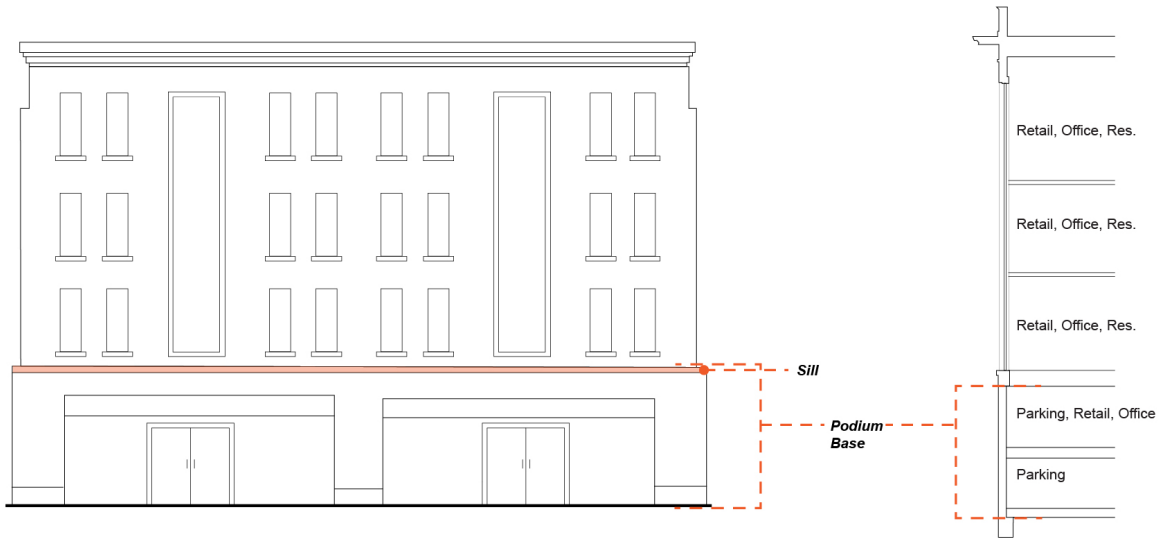 Retail, Office, Res.
Retail, Office, Res.
Retail, Office, Res.
Sill
Podium
Base
Parking, Retail, Office
Parking